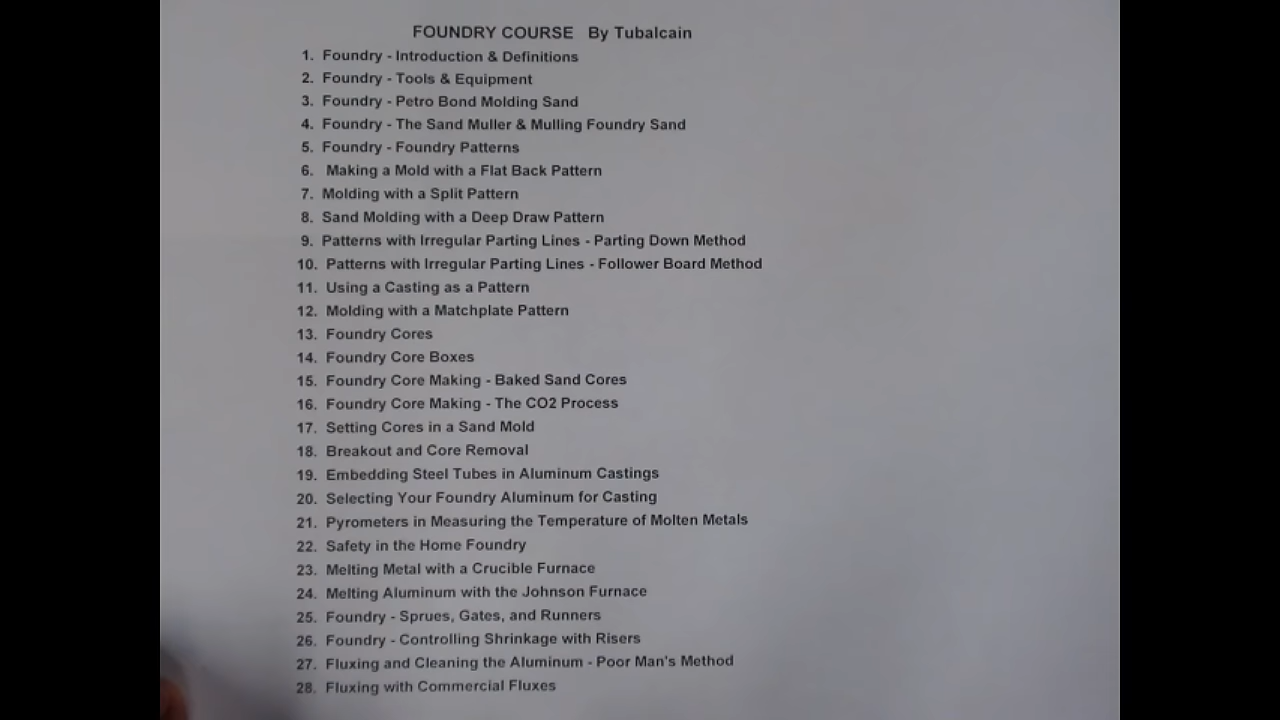 FOUNDRY COURSE By Tubalcain
1. Foundry - Introduction & Definitions
2. Foundry - Tools & Equipment
3. Foundry - Petro Bond Molding Sand
4. Foundry - The Sand Muller & Mulling Foundry Sand
5. Foundry - Foundry Patterns
6. Making a Mold with a Flat Back Pattern
7. Molding with a Split Pattern
8. Sand Molding with a Deep Draw Pattern
9. Patterns with Irregular Parting Lines - Parting Down Method
10. Patterns with Irregular Parting Lines - Follower Board Method
11. Using a Casting as a Pattern
12. Molding with a Matchplate Pattern
13. Foundry Cores
14. Foundry Core Boxes
15. Foundry Core Making - Baked Sand Cores
16. Foundry Core Making - The CO2 Process
17. Setting Cores in a Sand Mold
18. Breakout and Core Removal
19. Embedding Steel Tubes in Aluminum Castings
20. Selecting Your Foundry Aluminum for Casting
21. Pyrometers in Measuring the Temperature of Molten Metals
22. Safety in the Home Foundry
23. Melting Metal with a Crucible Furnace
24. Melting Aluminum with the Johnson Furnace
25. Foundry - Sprues, Gates, and Runners
26. Foundry - Controlling Shrinkage with Risers
27. Fluxing and Cleaning the Aluminum - Poor Man's Method
28. Fluxing with Commercial Fluxes